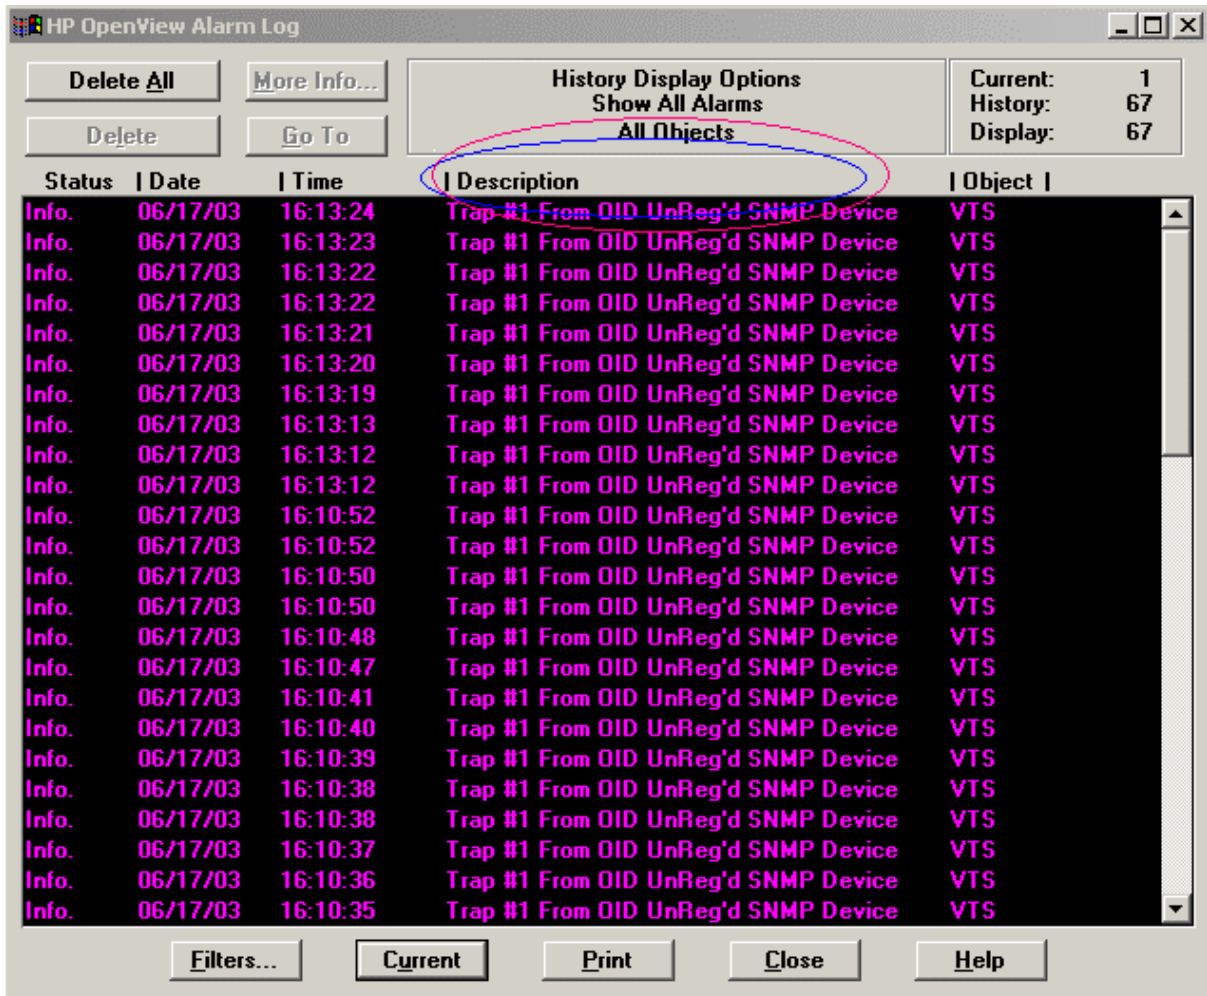 HP OpenView Alarm Log
Delete All More Info... History Display Options Current: 1
Show All Alarms History: 67
Delete Go To All Objects Display: 67
Status | Date | Time | Description | Object |
Info. 06/17/03 16:13:24 Trap #1 From OID UnReg'd SNMP Device VTS
Info. 06/17/03 16:13:23 Trap #1 From OID UnReg'd SNMP Device VTS
Info. 06/17/03 16:13:22 Trap #1 From OID UnReg'd SNMP Device VTS
Info. 06/17/03 16:13:22 Trap #1 From OID UnReg'd SNMP Device VTS
Info. 06/17/03 16:13:21 Trap #1 From OID UnReg'd SNMP Device VTS
Info. 06/17/03 16:13:20 Trap #1 From OID UnReg'd SNMP Device VTS
Info. 06/17/03 16:13:19 Trap #1 From OID UnReg'd SNMP Device VTS
Info. 06/17/03 16:13:13 Trap #1 From OID UnReg'd SNMP Device VTS
Info. 06/17/03 16:13:12 Trap #1 From OID UnReg'd SNMP Device VTS
Info. 06/17/03 16:13:12 Trap #1 From OID UnReg'd SNMP Device VTS
Info. 06/17/03 16:10:52 Trap #1 From OID UnReg'd SNMP Device VTS
Info. 06/17/03 16:10:52 Trap #1 From OID UnReg'd SNMP Device VTS
Info. 06/17/03 16:10:50 Trap #1 From OID UnReg'd SNMP Device VTS
Info. 06/17/03 16:10:50 Trap #1 From OID UnReg'd SNMP Device VTS
Info. 06/17/03 16:10:48 Trap #1 From OID UnReg'd SNMP Device VTS
Info. 06/17/03 16:10:47 Trap #1 From OID UnReg'd SNMP Device VTS
Info. 06/17/03 16:10:41 Trap #1 From OID UnReg'd SNMP Device VTS
Info. 06/17/03 16:10:40 Trap #1 From OID UnReg'd SNMP Device VTS
Info. 06/17/03 16:10:39 Trap #1 From OID UnReg'd SNMP Device VTS
Info. 06/17/03 16:10:38 Trap #1 From OID UnReg'd SNMP Device VTS
Info. 06/17/03 16:10:38 Trap #1 From OID UnReg'd SNMP Device VTS
Info. 06/17/03 16:10:37 Trap #1 From OID UnReg'd SNMP Device VTS
Info. 06/17/03 16:10:36 Trap #1 From OID UnReg'd SNMP Device VTS
Info. 06/17/03 16:10:35 Trap #1 From OID UnReg'd SNMP Device VTS
Filters... Current Print Close Help